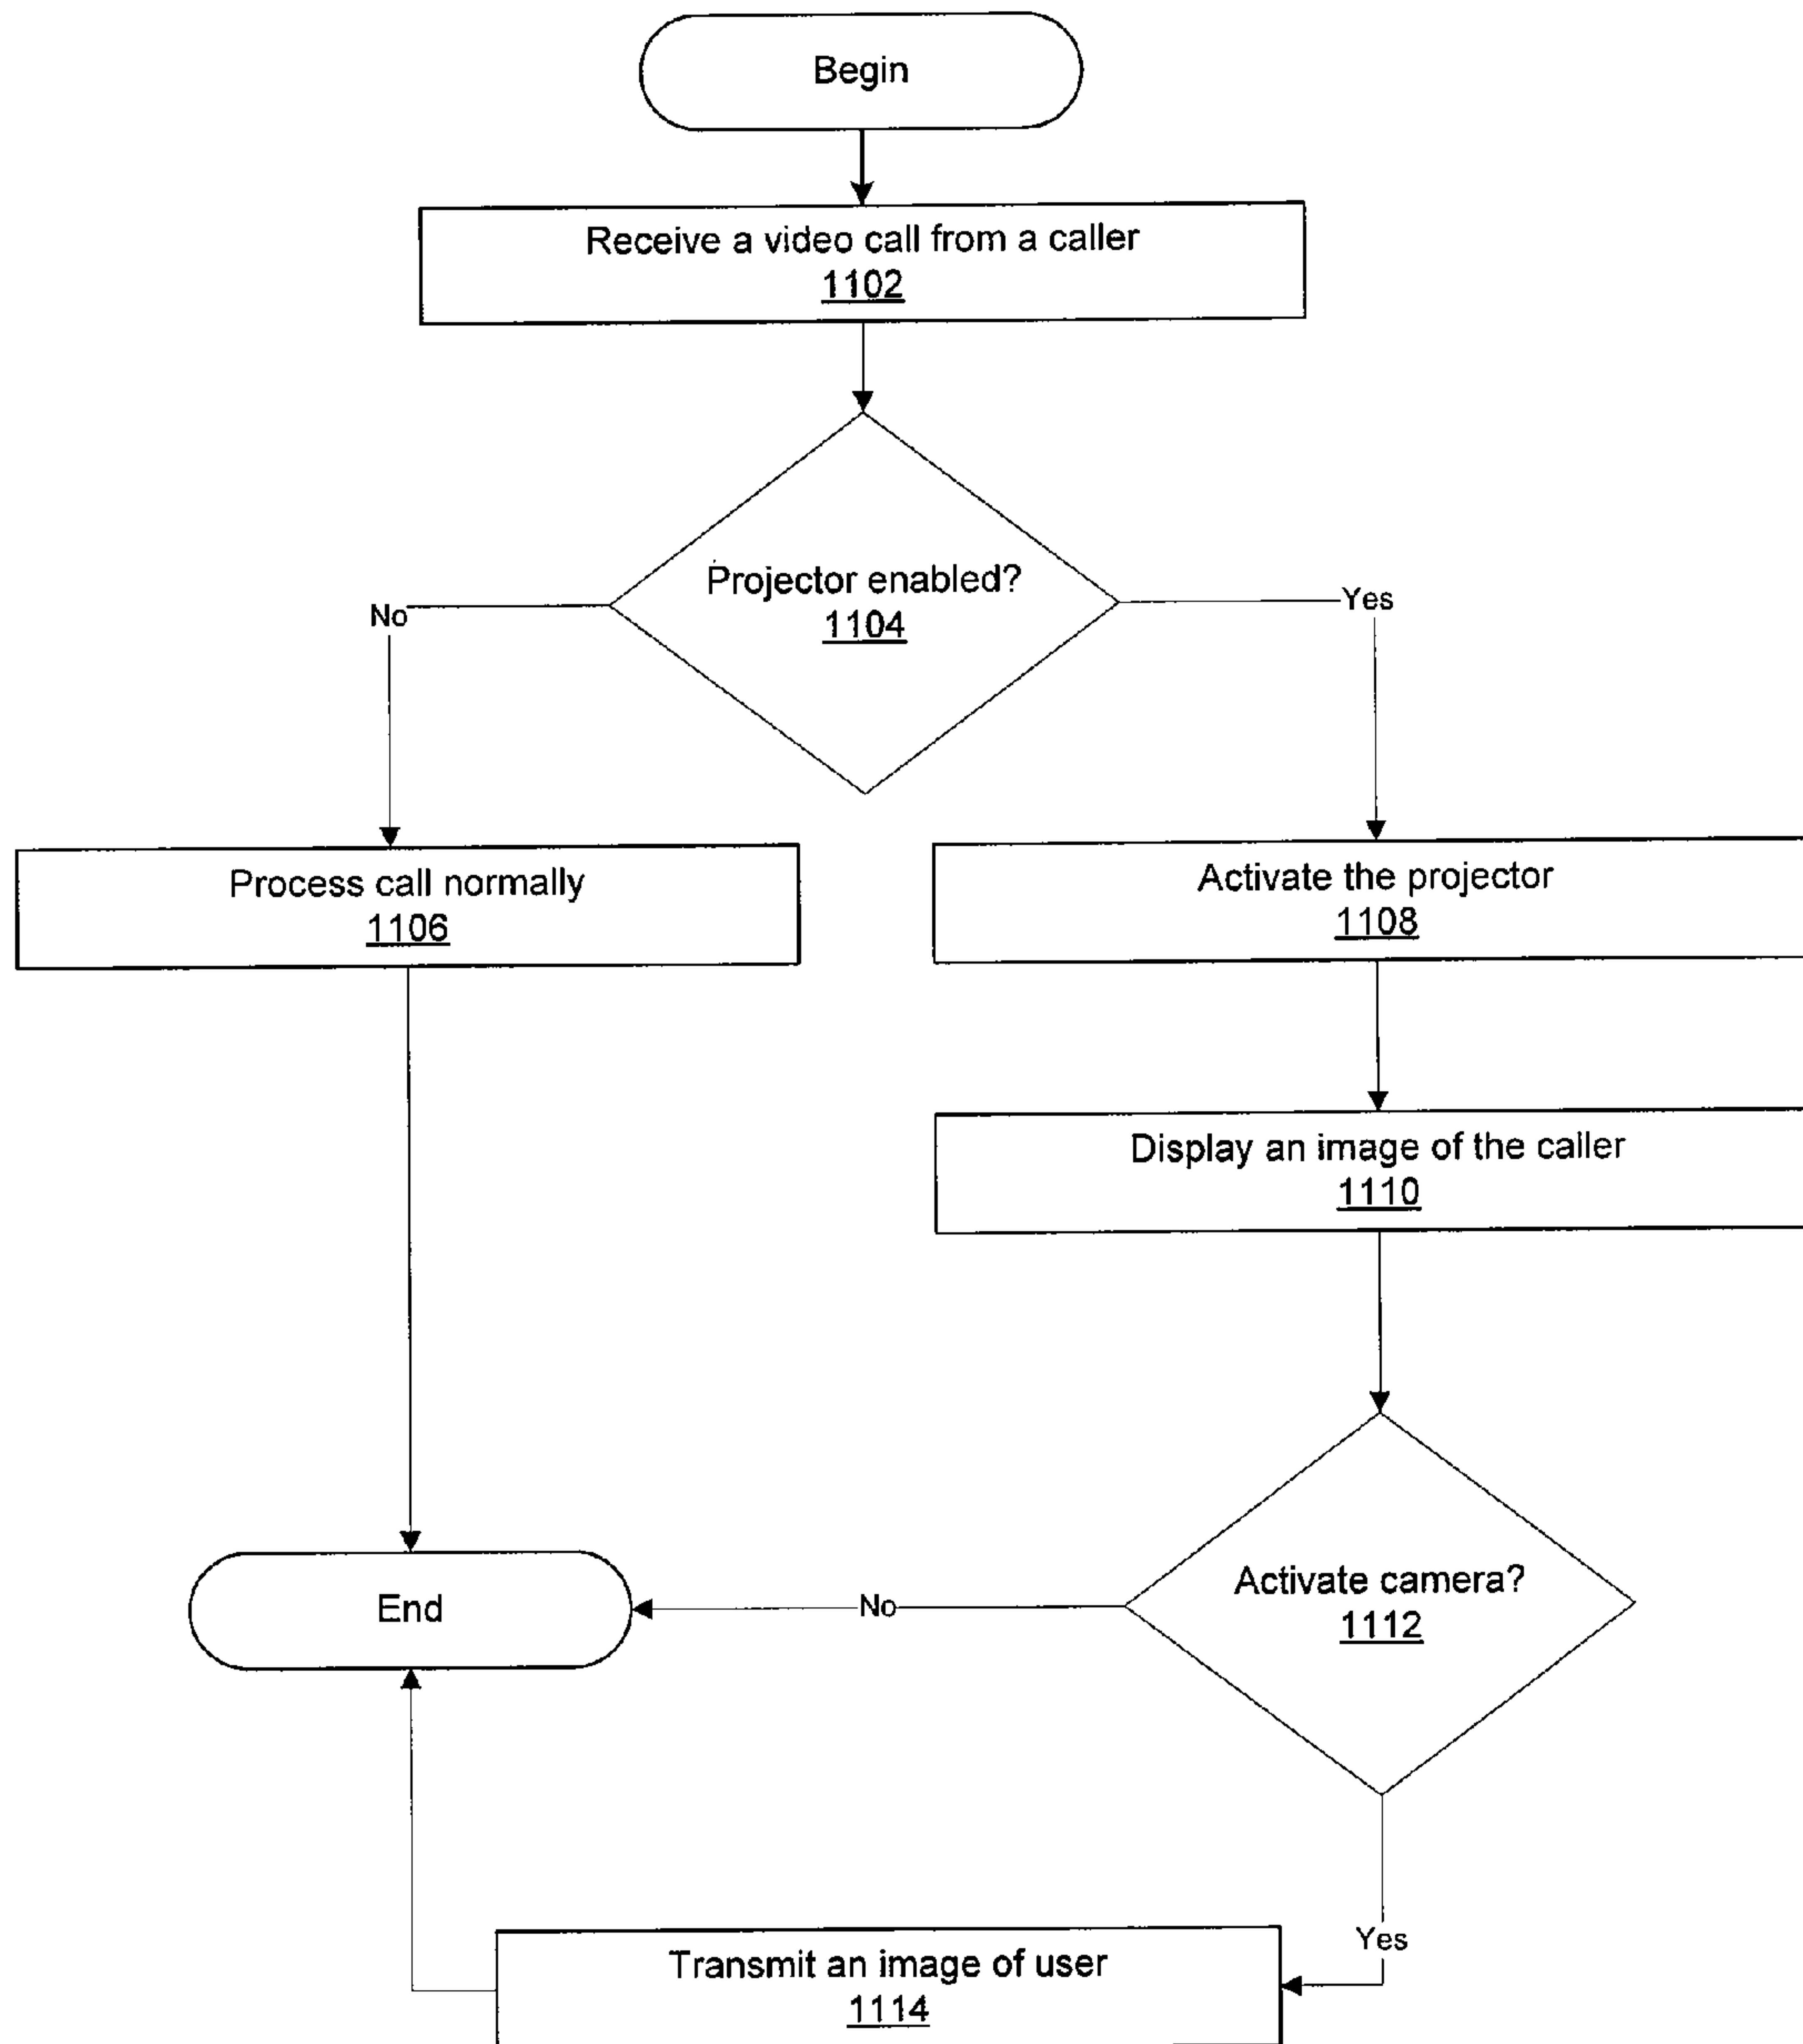 Begin
Receive a video call from a caller
1102
Projector enabled?
1104
No
Yes
Process call normally
1106
Activate the projector
1108
Display an image of the caller
1110
Activate camera?
1112
End
No
Yes
Transmit an image of user
1114